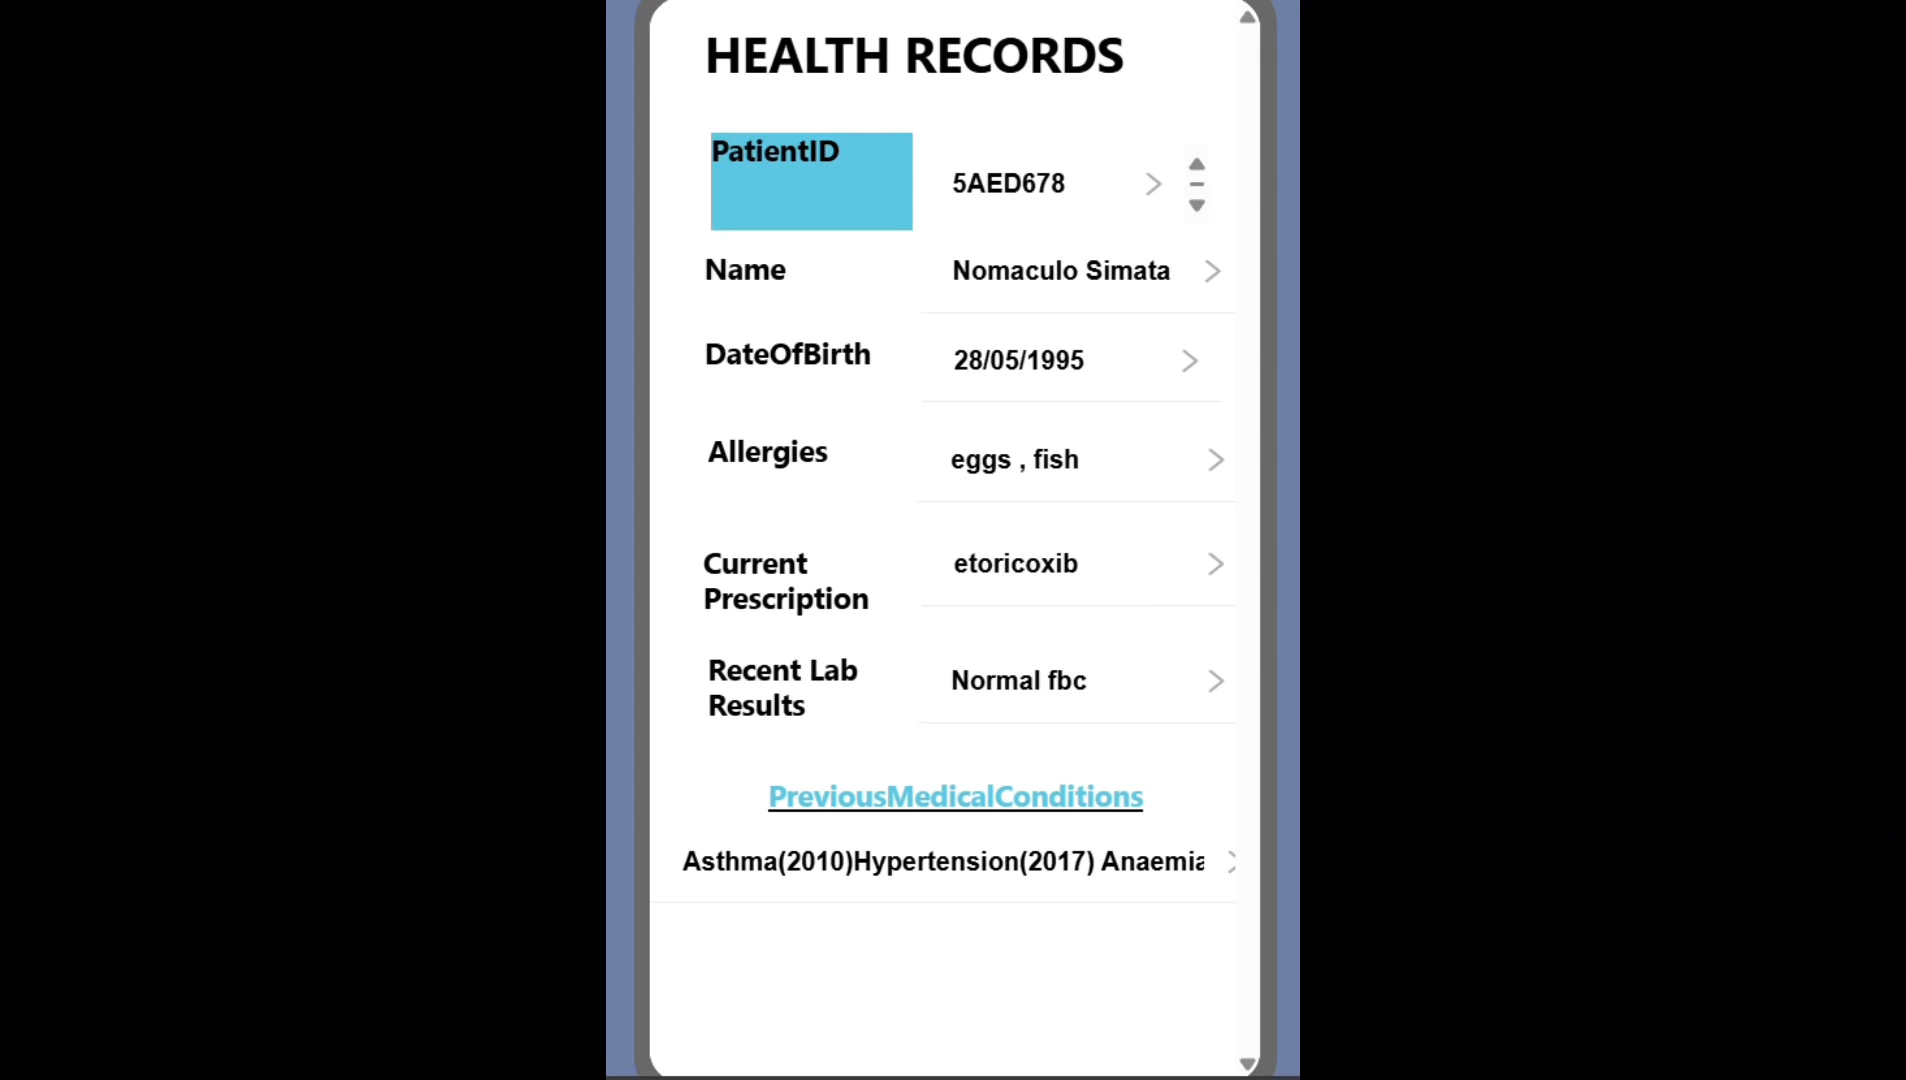 HEALTH RECORDS
PatientID
5AED678
Name
Nomaculo Simata
DateOfBirth
28/05/1995
Allergies
eggs , fish
Current
Prescription
etoricoxib
Recent Lab
Results
Normal fbc
PreviousMedicalConditions
Asthma(2010)Hypertension(2017) Anaemia